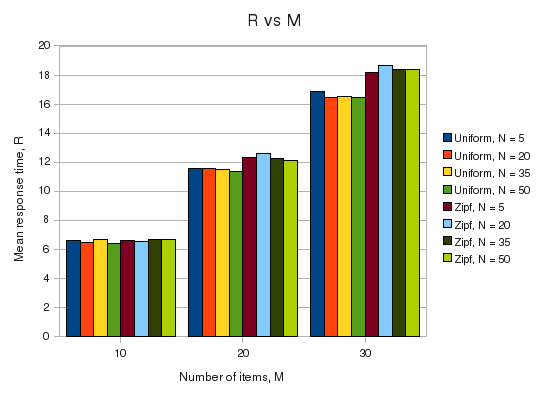 R vs M
Mean response time, R
20
18
16
14
12
10
8
6
4
2
0
10
20
30
Number of items, M
Uniform, N = 5
Uniform, N = 20
Uniform, N = 35
Uniform, N = 50
Zipf, N = 5
Zipf, N = 20
Zipf, N = 35
Zipf, N = 50